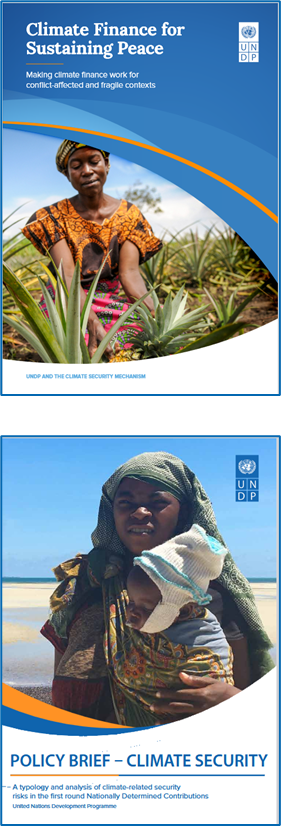 Climate Finance for
Sustaining Peace
Making climate finance work for
conflict-affected and fragile contexts
U N
D P
UNDP AND THE CLIMATE SECURITY MECHANISM
U N
D P
POLICY BRIEF – CLIMATE SECURITY
– A typology and analysis of climate-related security
risks in the first round Nationally Determined Contributions
United Nations Development Programme